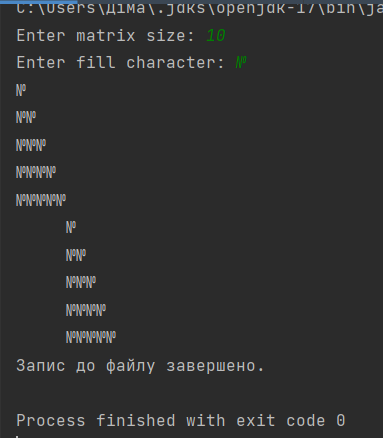 C:\Users\Діма\.jdks\openjdk-17\bin\ja
Enter matrix size: 10
Enter fill character: №
№
№№
№№№
№№№№
№№№№№
     №
     №№
     №№№
     №№№№
     №№№№№
Запис до файлу завершено.
Process finished with exit code 0